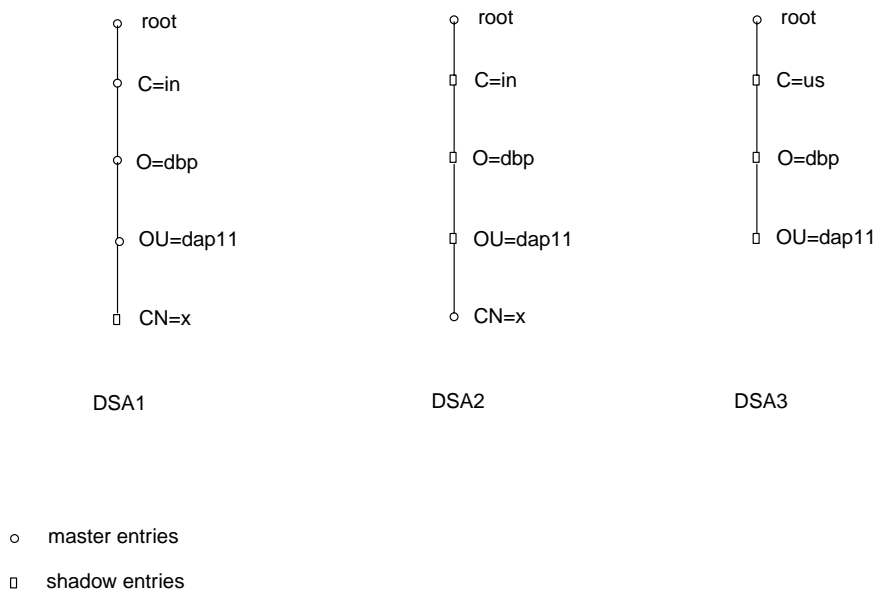 root
C=in
O=dbp
OU=dap11
CN=x
DSA1
root
C=in
O=dbp
OU=dap11
CN=x
DSA2
root
C=us
O=dbp
OU=dap11
DSA3
master entries
shadow entries